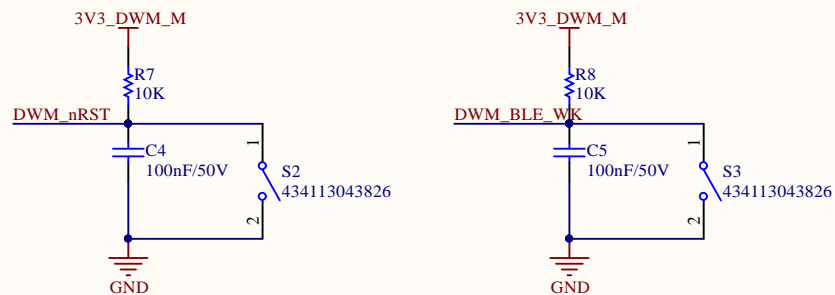 3V3_DWM_M
R7
10K
DWM_nRST
C4
100nF/50V
1
S2
434113043826
2
GND
3V3_DWM_M
R8
10K
DWM_BLE_WK
C5
100nF/50V
1
S3
434113043826
2
GND